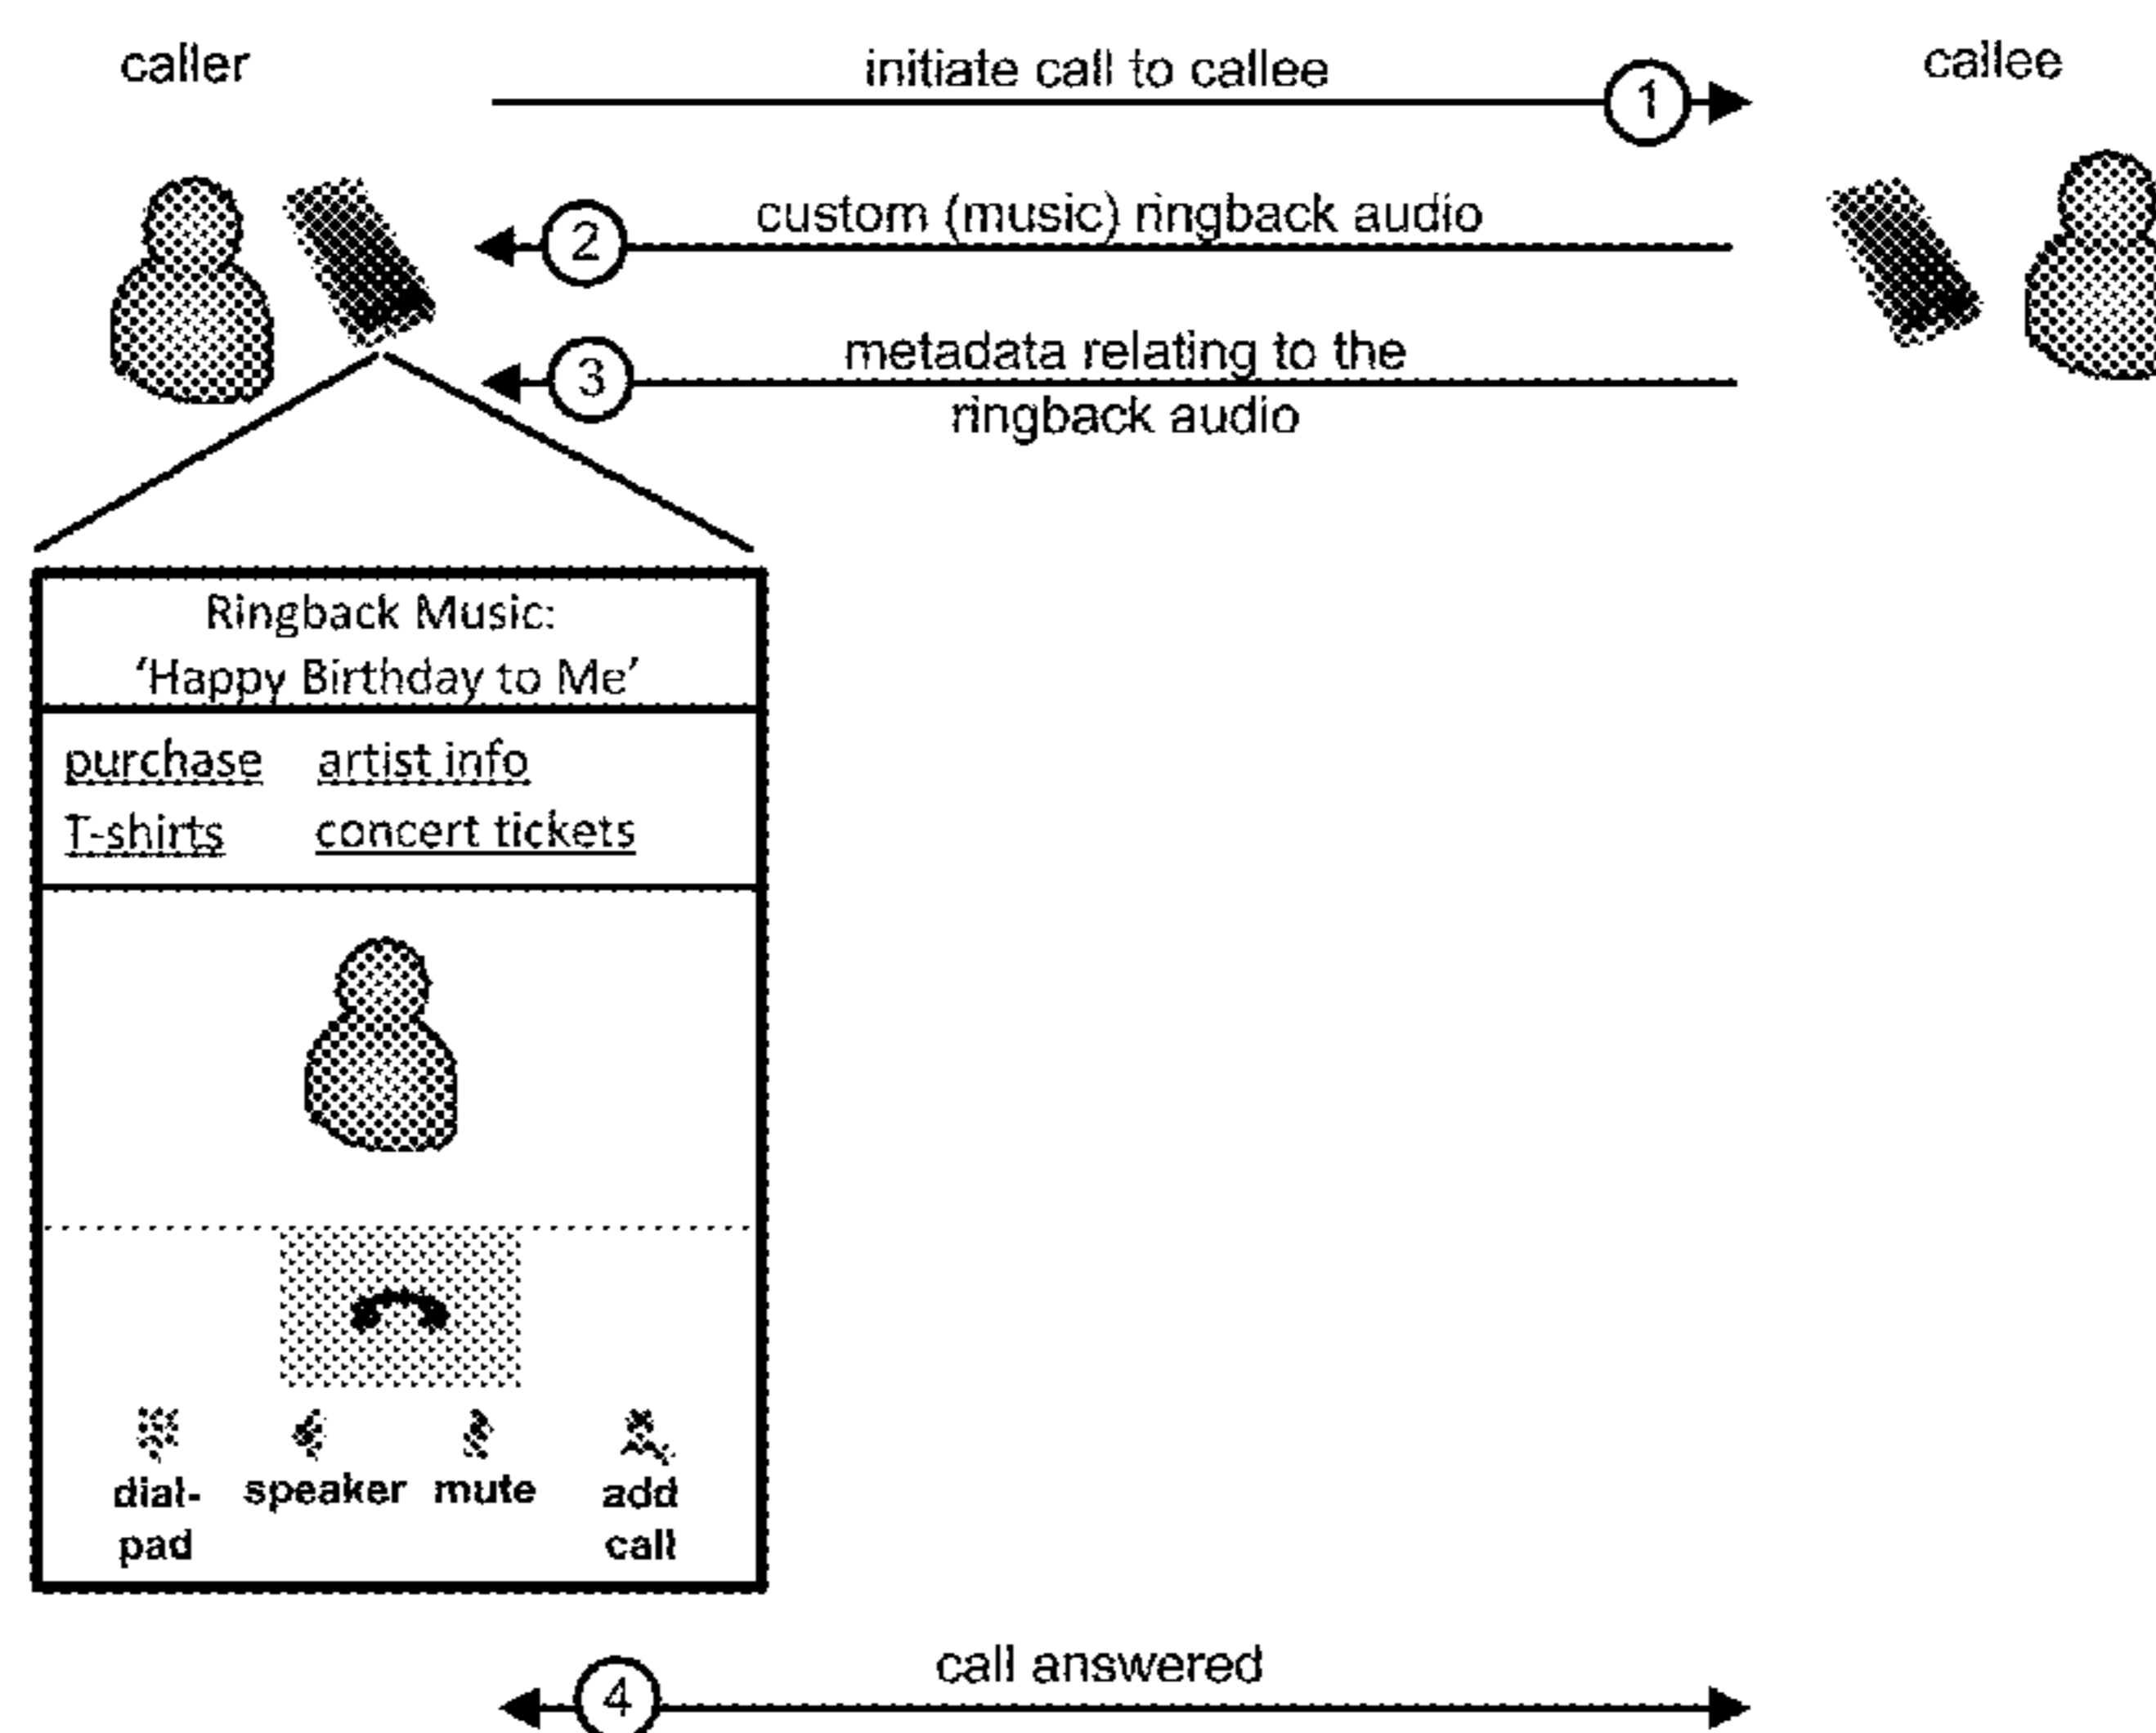 caller
initiate call to callee
1
callee
2
custom (music) ringback audio
3
metadata relating to the
ringback audio
Ringback Music:
‘Happy Birthday to Me’
purchase artist info
T-shirts concert tickets
dial- speaker mute add
pad call
call answered
4